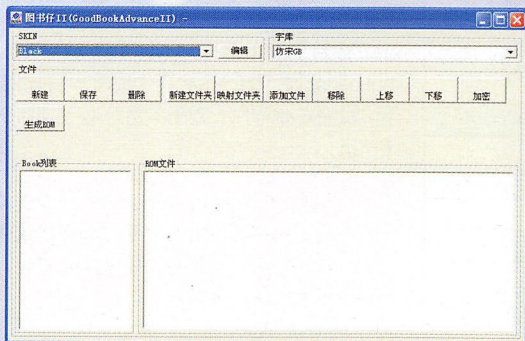 图书仔II(GoodBookAdvanceII) -
SKIN
Black
编辑
字库
仿宋GB
文件
新建 保存 删除 新建文件夹 映射文件夹 添加文件 移除 上移 下移 加密
生成ROM
Book列表
ROM文件